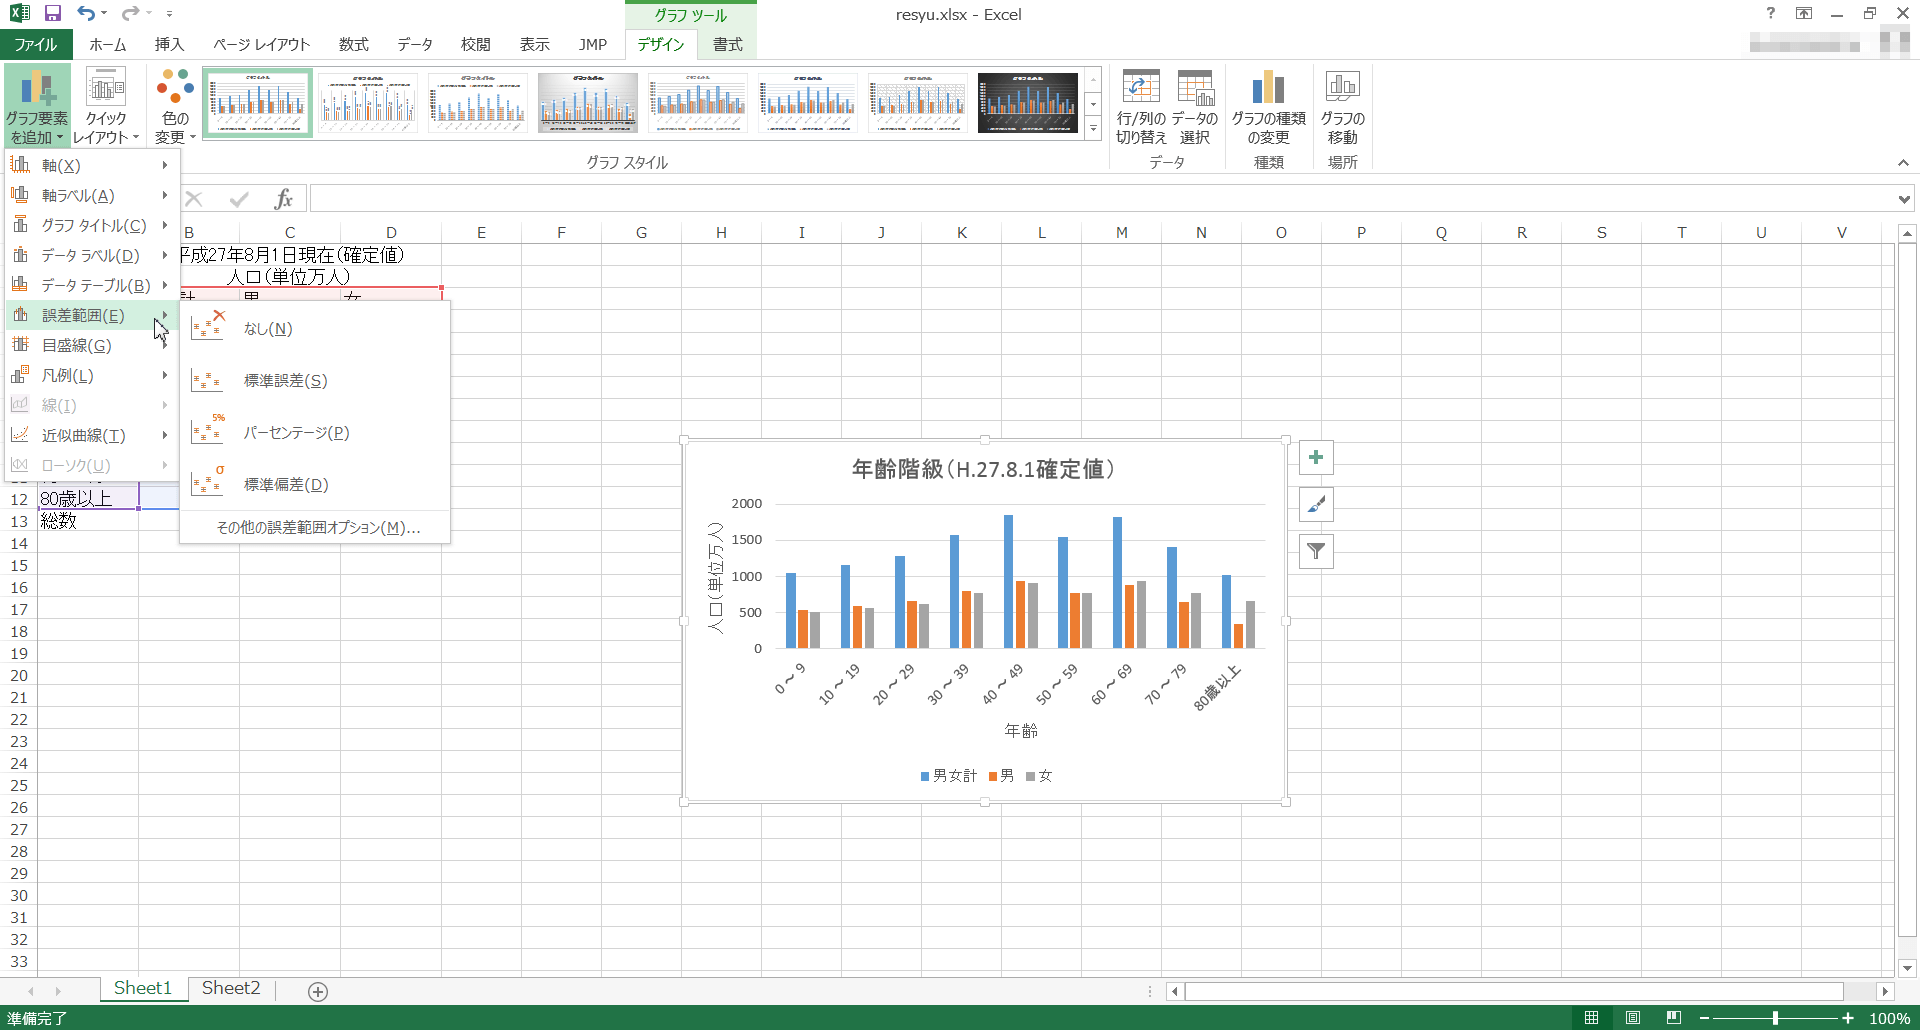 グラフ ツール
resyu.xlsx - Excel
?
ファイル ホーム 挿入 ページ レイアウト 数式 データ 校閲 表示 JMP デザイン 書式
グラフ要素
を追加
クイック
レイアウト
色の
変更
行/列の
切り替え
データの
選択
グラフの種類
の変更
グラフの
移動
グラフ スタイル データ 種類 場所
軸(X)
軸ラベル(A)
グラフ タイトル(C)
データ ラベル(D)
データ テーブル(B)
誤差範囲(E)
目盛線(G)
凡例(L)
線(I)
近似曲線(T)
ローソク(U)
なし(N)
標準誤差(S)
5%
パーセンテージ(P)
σ
標準偏差(D)
その他の誤差範囲オプション(M)...
fx
B C D E F G H I J K L M N O P Q R S T U V
平成27年8月1日現在(確定値)
人口(単位万人)
計 男 女
12 80歳以上
13 総数
14
15
16
17
18
19
20
21
22
23
24
25
26
27
28
29
30
31
32
33
年齢階級(H.27.8.1確定値)
人口(単位万人)
2000
1500
1000
500
0
0～9 10～19 20～29 30～39 40～49 50～59 60～69 70～79 80歳以上
年齢
男女計 男 女
Sheet1 Sheet2
準備完了
100%